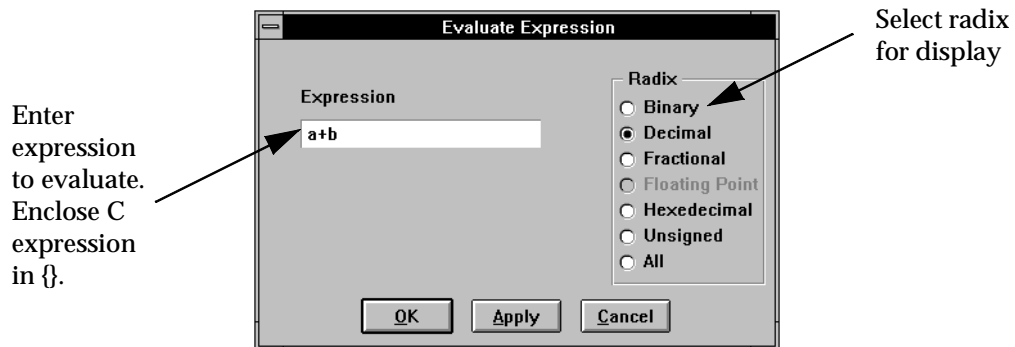 Evaluate Expression
Select radix
for display
Enter
expression
to evaluate.
Enclose C
expression
in {}.
Expression
a+b
Radix
Binary
Decimal
Fractional
Floating Point
Hexedecimal
Unsigned
All
OK
Apply
Cancel